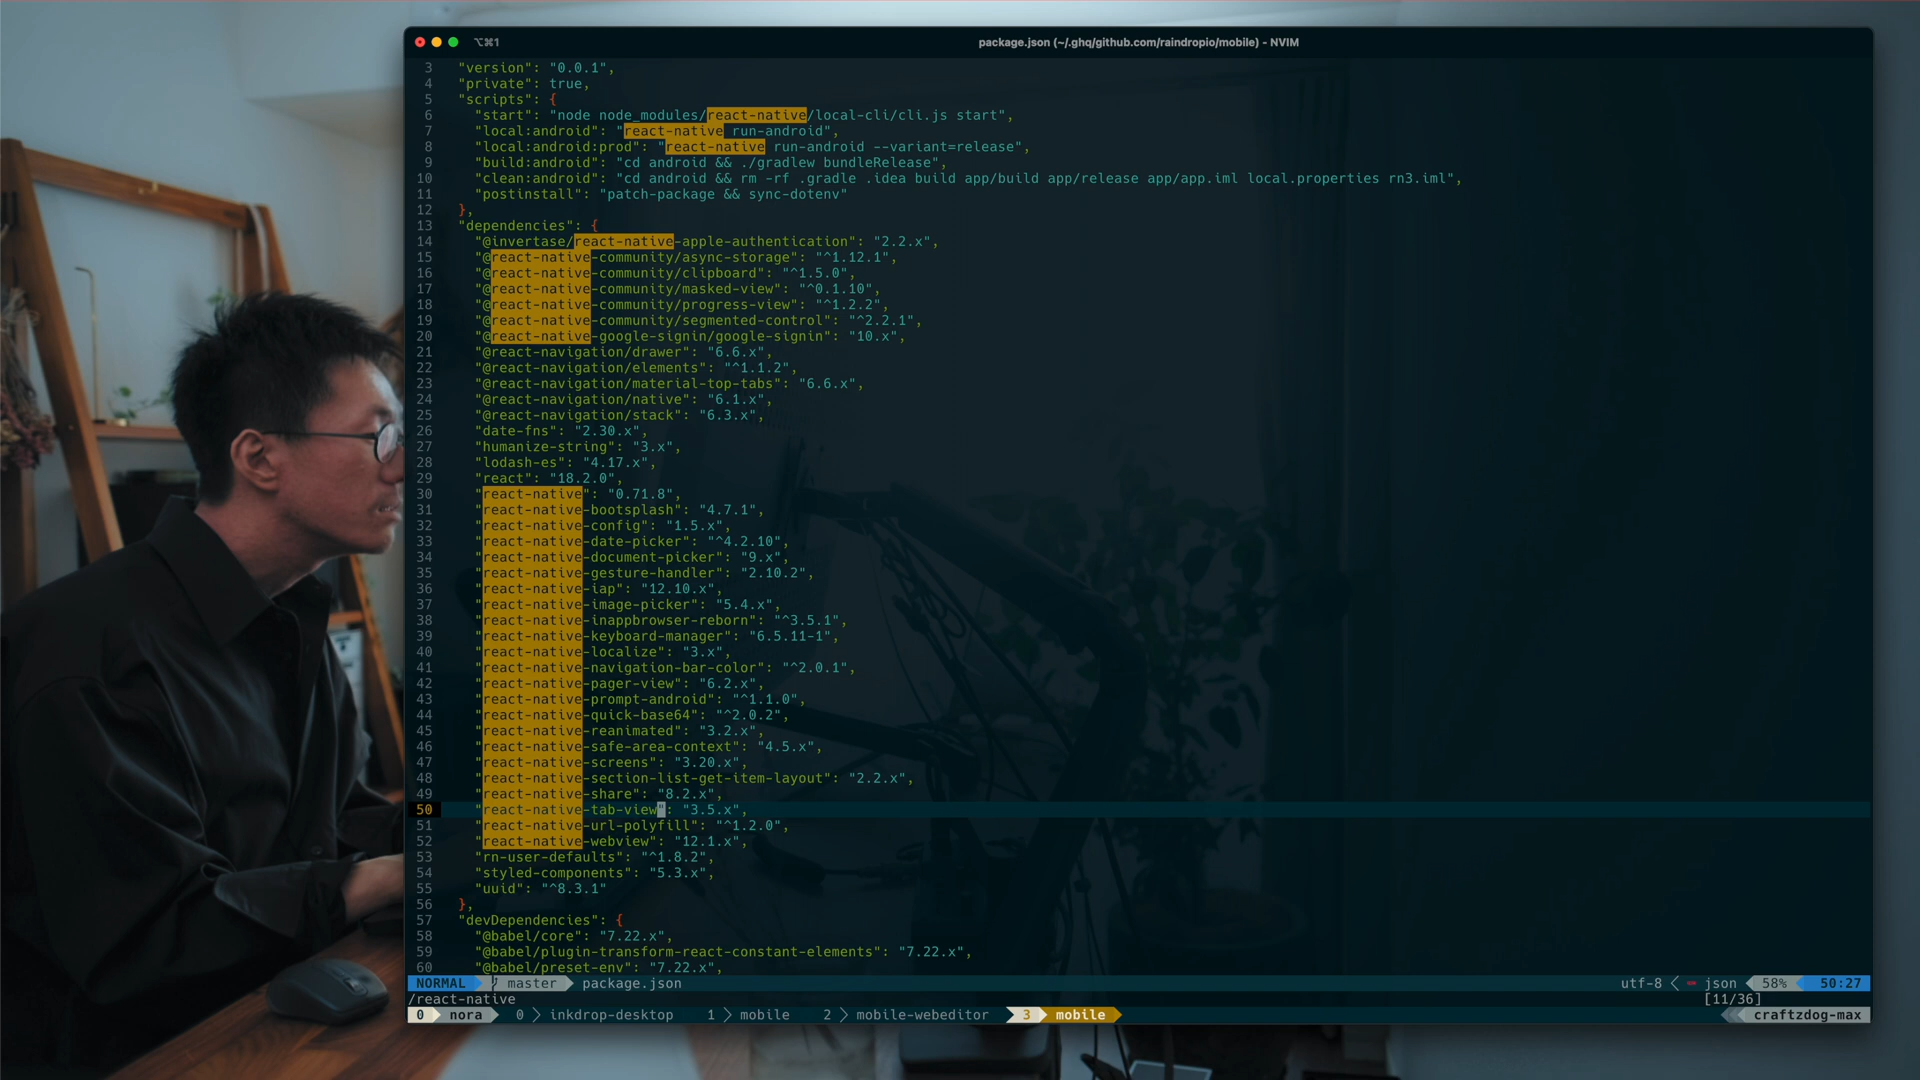 ⌥⌘1
package.json (~/.ghq/github.com/raindropio/mobile) - NVIM
3 "version": "0.0.1",
4 "private": true,
5 "scripts": {
6 "start": "node node_modules/react-native/local-cli/cli.js start",
7 "local:android": "react-native run-android",
8 "local:android:prod": "react-native run-android --variant=release",
9 "build:android": "cd android && ./gradlew bundleRelease",
10 "clean:android": "cd android && rm -rf .gradle .idea build app/build app/release app/app.iml local.properties rn3.iml",
11 "postinstall": "patch-package && sync-dotenv"
12 },
13 "dependencies": {
14 "@invertase/react-native-apple-authentication": "2.2.x",
15 "@react-native-community/async-storage": "^1.12.1",
16 "@react-native-community/clipboard": "^1.5.0",
17 "@react-native-community/masked-view": "^0.1.10",
18 "@react-native-community/progress-view": "^1.2.2",
19 "@react-native-community/segmented-control": "^2.2.1",
20 "@react-native-google-signin/google-signin": "10.x",
21 "@react-navigation/drawer": "6.6.x",
22 "@react-navigation/elements": "^1.1.2",
23 "@react-navigation/material-top-tabs": "6.6.x",
24 "@react-navigation/native": "6.1.x",
25 "@react-navigation/stack": "6.3.x",
26 "date-fns": "2.30.x",
27 "humanize-string": "3.x",
28 "lodash-es": "4.17.x",
29 "react": "18.2.0",
30 "react-native": "0.71.8",
31 "react-native-bootsplash": "4.7.1",
32 "react-native-config": "1.5.x",
33 "react-native-date-picker": "^4.2.10",
34 "react-native-document-picker": "9.x",
35 "react-native-gesture-handler": "2.10.2",
36 "react-native-iap": "12.10.x",
37 "react-native-image-picker": "5.4.x",
38 "react-native-inappbrowser-reborn": "^3.5.1",
39 "react-native-keyboard-manager": "6.5.11-1",
40 "react-native-localize": "3.x",
41 "react-native-navigation-bar-color": "^2.0.1",
42 "react-native-pager-view": "6.2.x",
43 "react-native-prompt-android": "^1.1.0",
44 "react-native-quick-base64": "^2.0.2",
45 "react-native-reanimated": "3.2.x",
46 "react-native-safe-area-context": "4.5.x",
47 "react-native-screens": "3.20.x",
48 "react-native-section-list-get-item-layout": "2.2.x",
49 "react-native-share": "8.2.x",
50 "react-native-tab-view": "3.5.x",
51 "react-native-url-polyfill": "^1.2.0",
52 "react-native-webview": "12.1.x",
53 "rn-user-defaults": "^1.8.2",
54 "styled-components": "5.3.x",
55 "uuid": "^8.3.1"
56 },
57 "devDependencies": {
58 "@babel/core": "7.22.x",
59 "@babel/plugin-transform-react-constant-elements": "7.22.x",
60 "@babel/preset-env": "7.22.x",
NORMAL master package.json utf-8 json 58% 50:27
/react-native [11/36]
0 nora 0 inkdrop-desktop 1 mobile 2 mobile-webeditor 3 mobile craftzdog-max